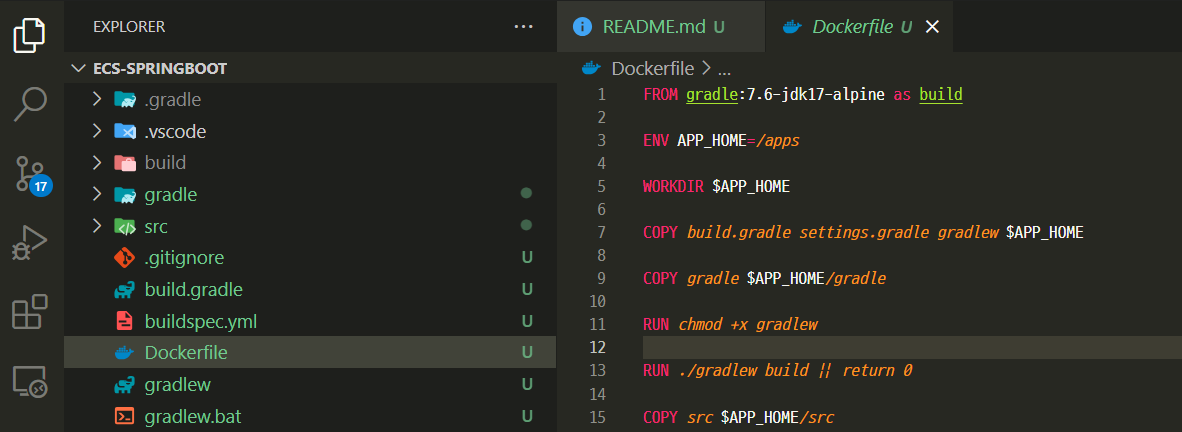 EXPLORER ...
ECS-SPRINGBOOT
.gradle
.vscode
build
17
gradle
src
.gitignore U
build.gradle U
buildspec.yml U
Dockerfile U
gradlew U
gradlew.bat U
README.md U
Dockerfile U
Dockerfile > ...
1 FROM gradle:7.6-jdk17-alpine as build
2
3 ENV APP_HOME=/apps
4
5 WORKDIR $APP_HOME
6
7 COPY build.gradle settings.gradle gradlew $APP_HOME
8
9 COPY gradle $APP_HOME/gradle
10
11 RUN chmod +x gradlew
12
13 RUN ./gradlew build || return 0
14
15 COPY src $APP_HOME/src